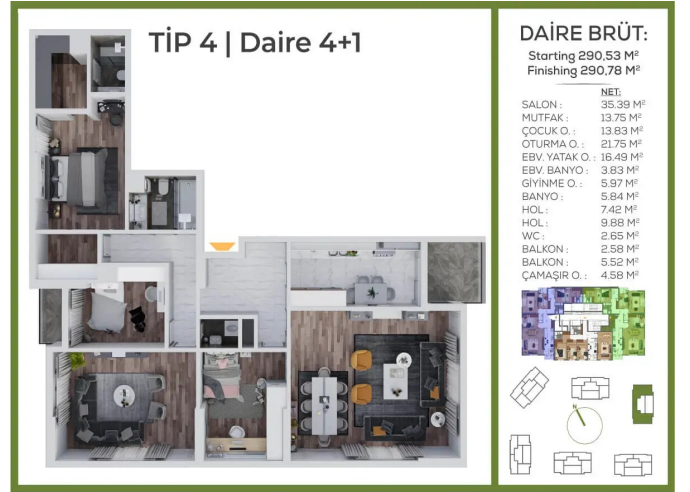 TİP 4 | Daire 4+1
DAİRE BRÜT:
Starting 290,53 M²
Finishing 290,78 M²
NET:
SALON : 35.39 M²
MUTFAK : 13.75 M²
ÇOCUK O. : 13.83 M²
OTURMA O. : 21.75 M²
EBV. YATAK O. : 16.49 M²
EBV. BANYO : 3.83 M²
GİYİNME O. : 5.97 M²
BANYO : 5.84 M²
HOL : 7.42 M²
HOL : 9.88 M²
WC : 2.65 M²
BALKON : 2.58 M²
BALKON : 5.52 M²
ÇAMAŞIR O. : 4.58 M²
N